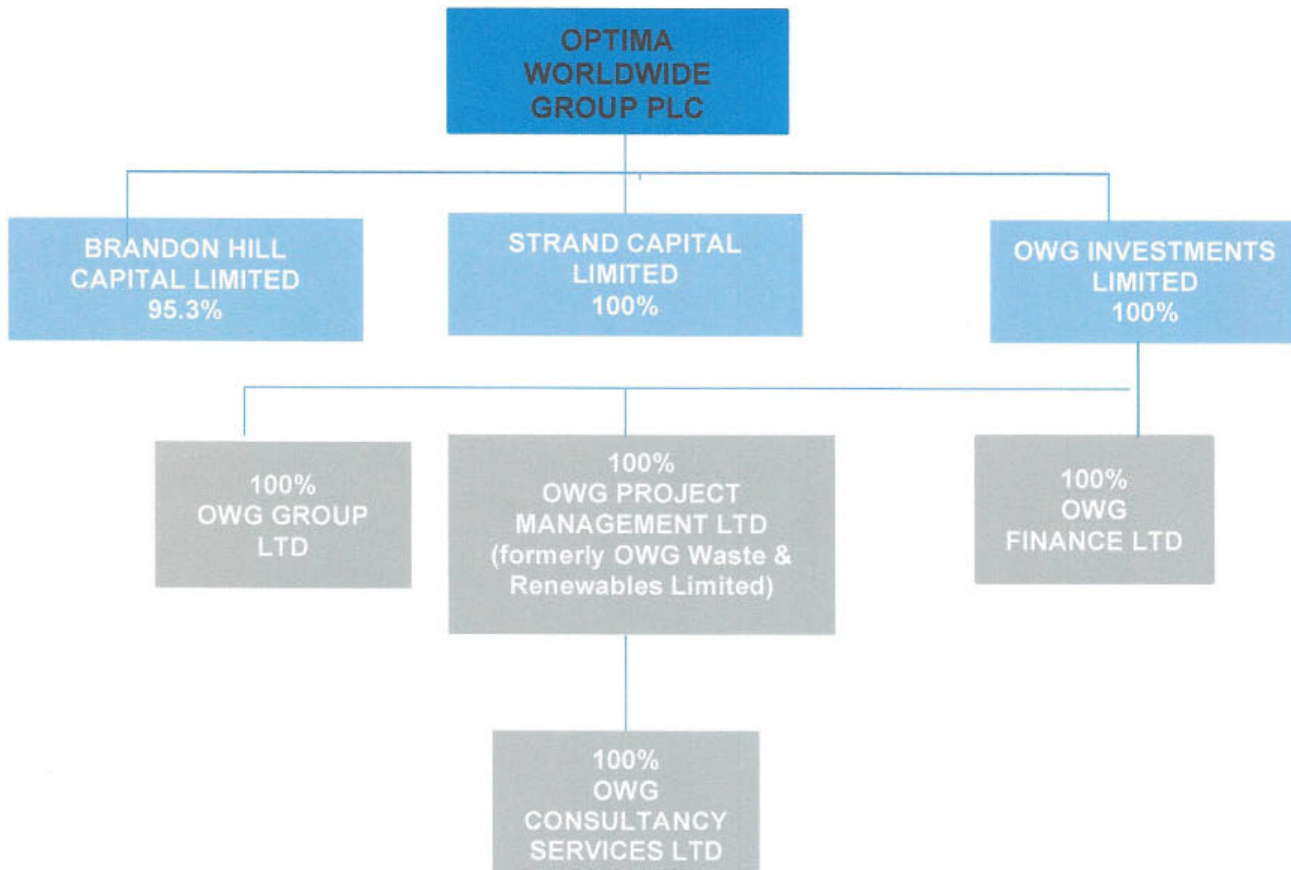 OPTIMA
WORLDWIDE
GROUP PLC
BRANDON HILL
CAPITAL LIMITED
95.3%
STRAND CAPITAL
LIMITED
100%
OWG INVESTMENTS
LIMITED
100%
100%
OWG GROUP
LTD
100%
OWG PROJECT
MANAGEMENT LTD
(formerly OWG Waste &
Renewables Limited)
100%
OWG
FINANCE LTD
100%
OWG
CONSULTANCY
SERVICES LTD